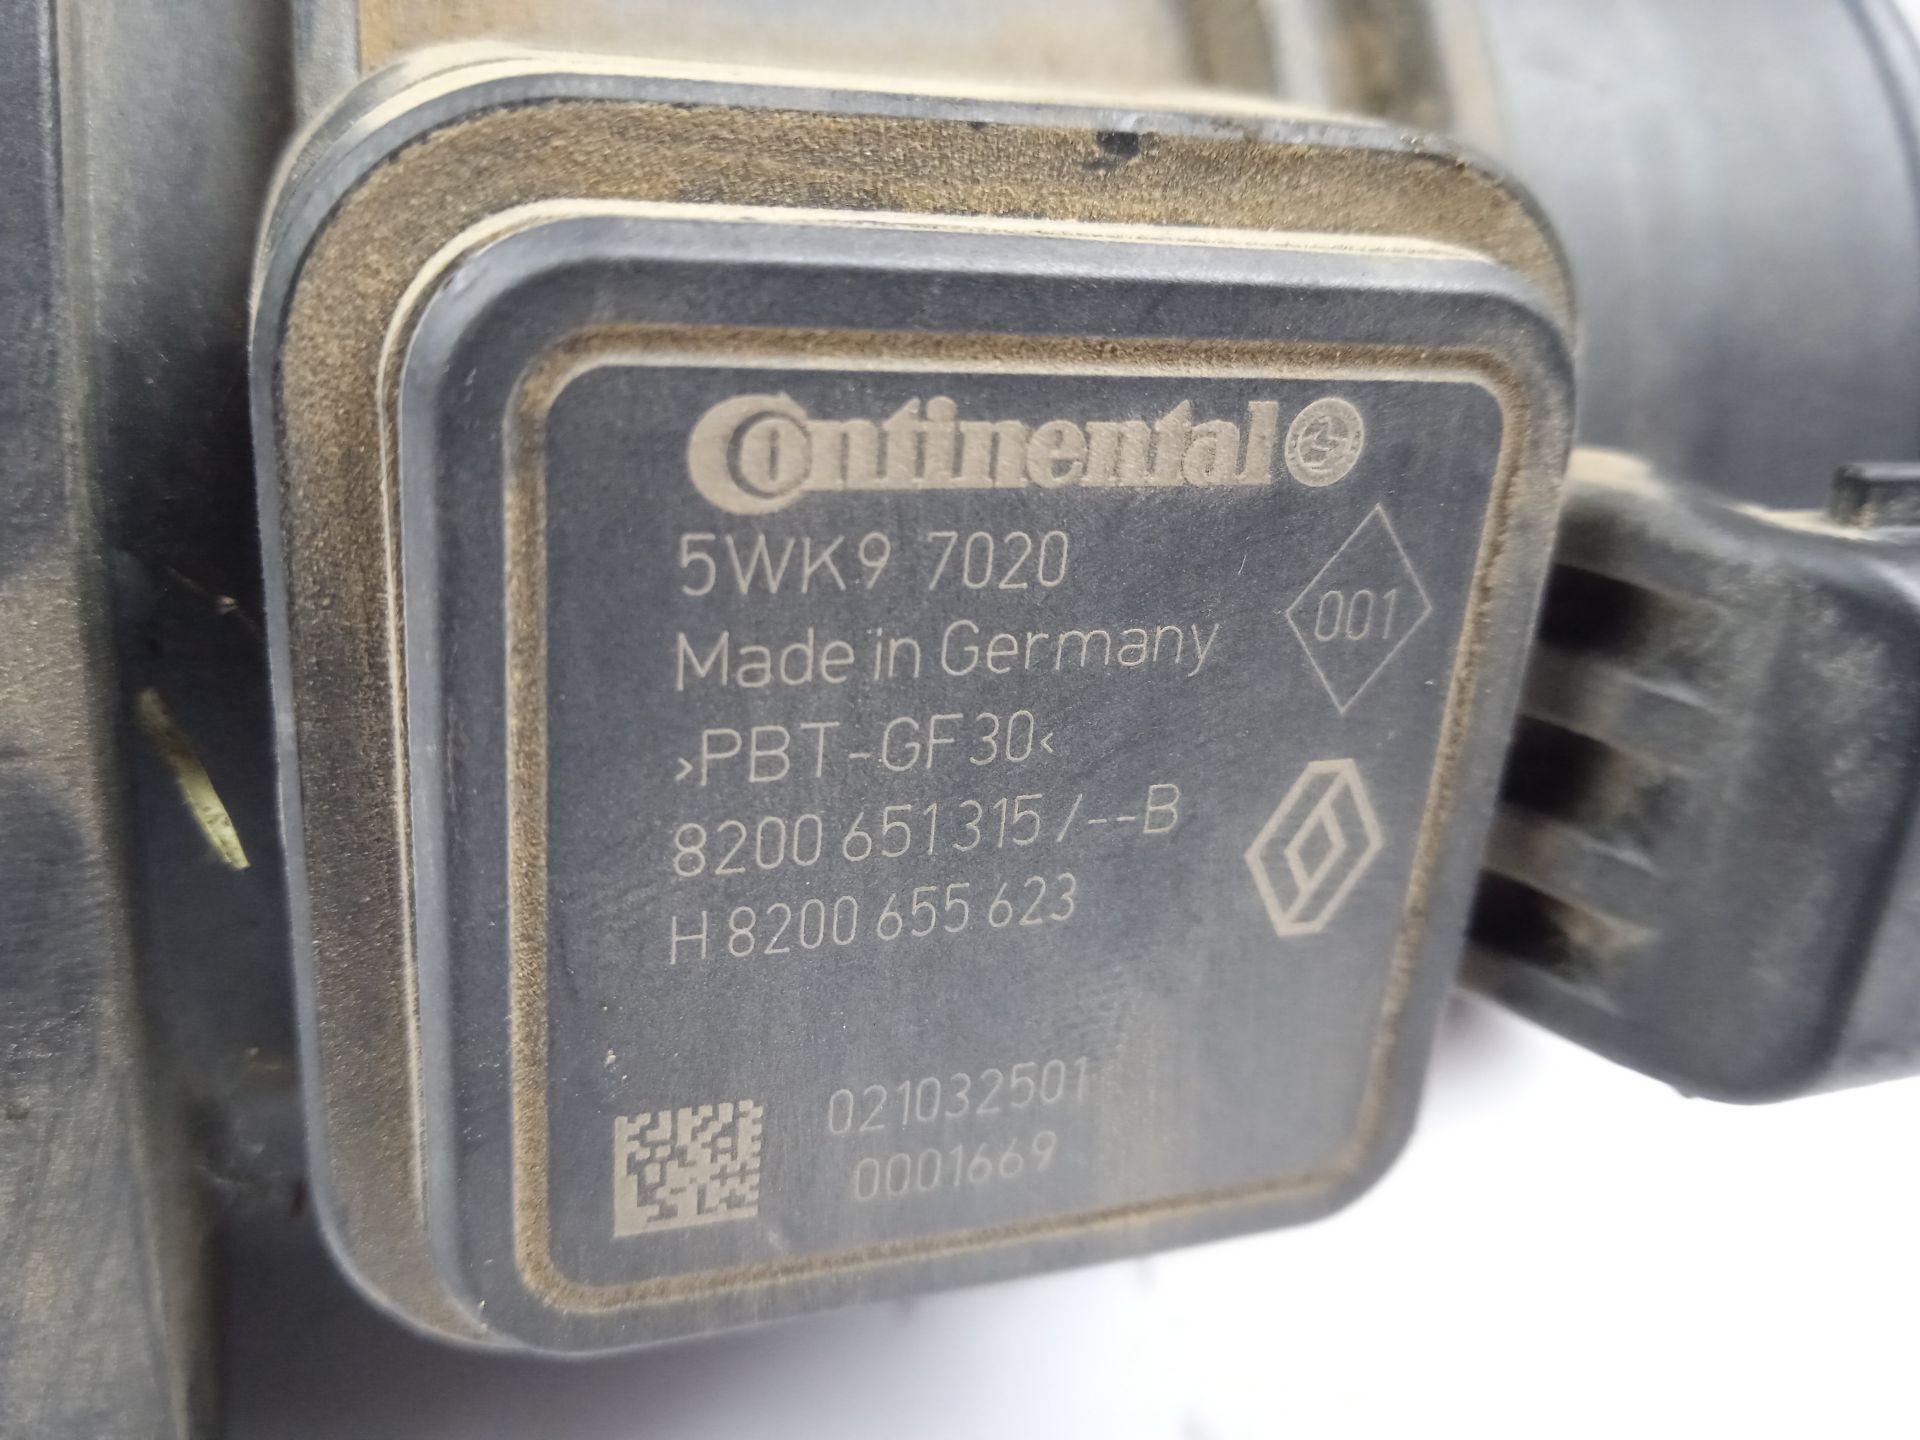 Continental
5WK9 7020
001
Made in Germany
>PBT-GF30<
8200 651 315 /--B
H 8200 655 623
021032501
0001669